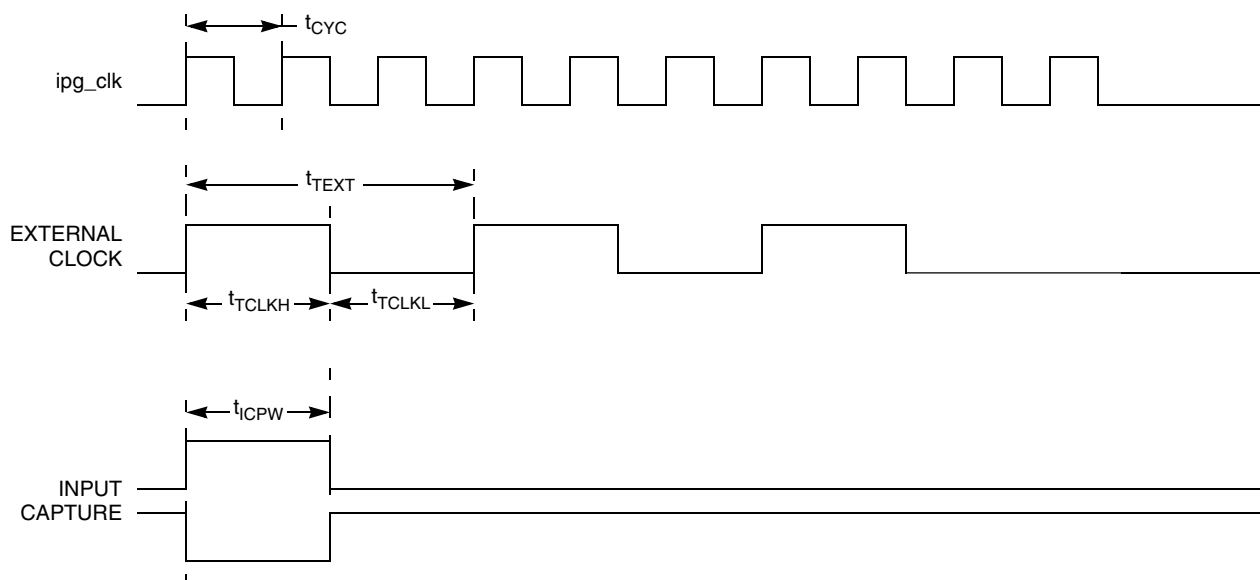 tCYC
ipg_clk
tTEXT
EXTERNAL
CLOCK
tTCLKH
tTCLKL
tICPW
INPUT
CAPTURE